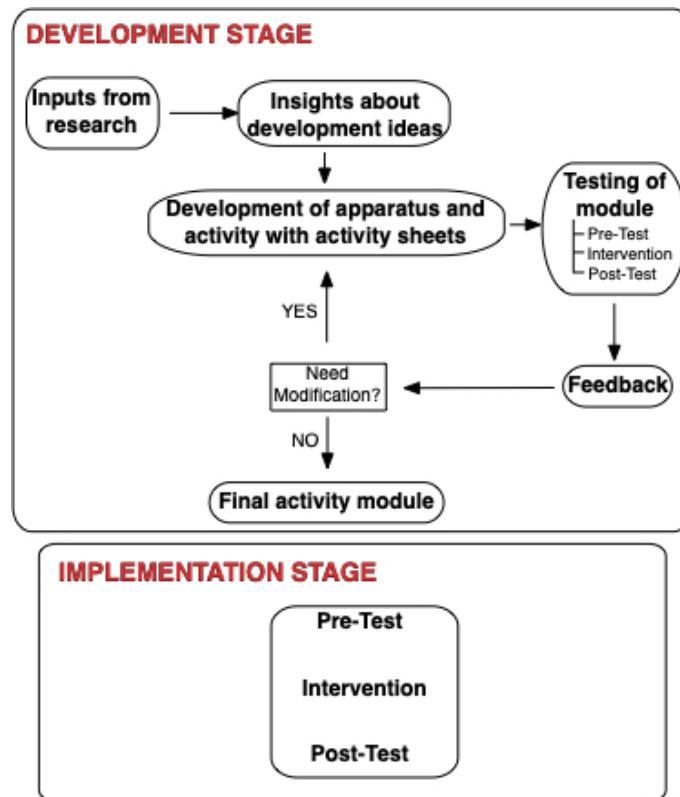 DEVELOPMENT STAGE
Inputs from
research
Insights about
development ideas
Development of apparatus and
activity with activity sheets
Testing of
module
Pre-Test
Intervention
Post-Test
YES
Need
Modification?
Feedback
NO
Final activity module
IMPLEMENTATION STAGE
Pre-Test
Intervention
Post-Test